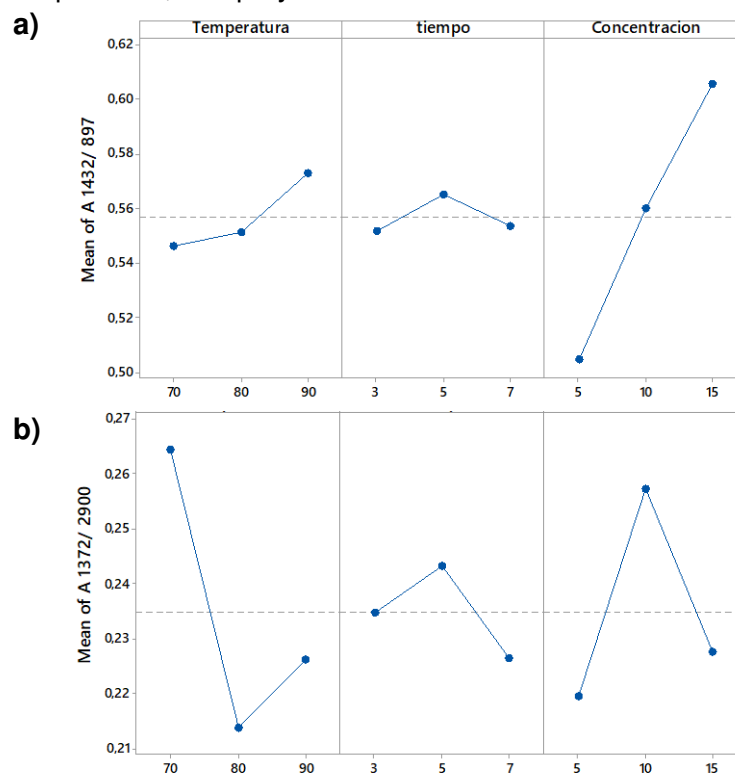 a)
Temperatura tiempo Concentracion
Mean of A 1432/ 897
0,62
0,60
0,58
0,56
0,54
0,52
0,50
70 80 90 3 5 7 5 10 15
b)
Mean of A 1372/ 2900
0,27
0,26
0,25
0,24
0,23
0,22
0,21
70 80 90 3 5 7 5 10 15